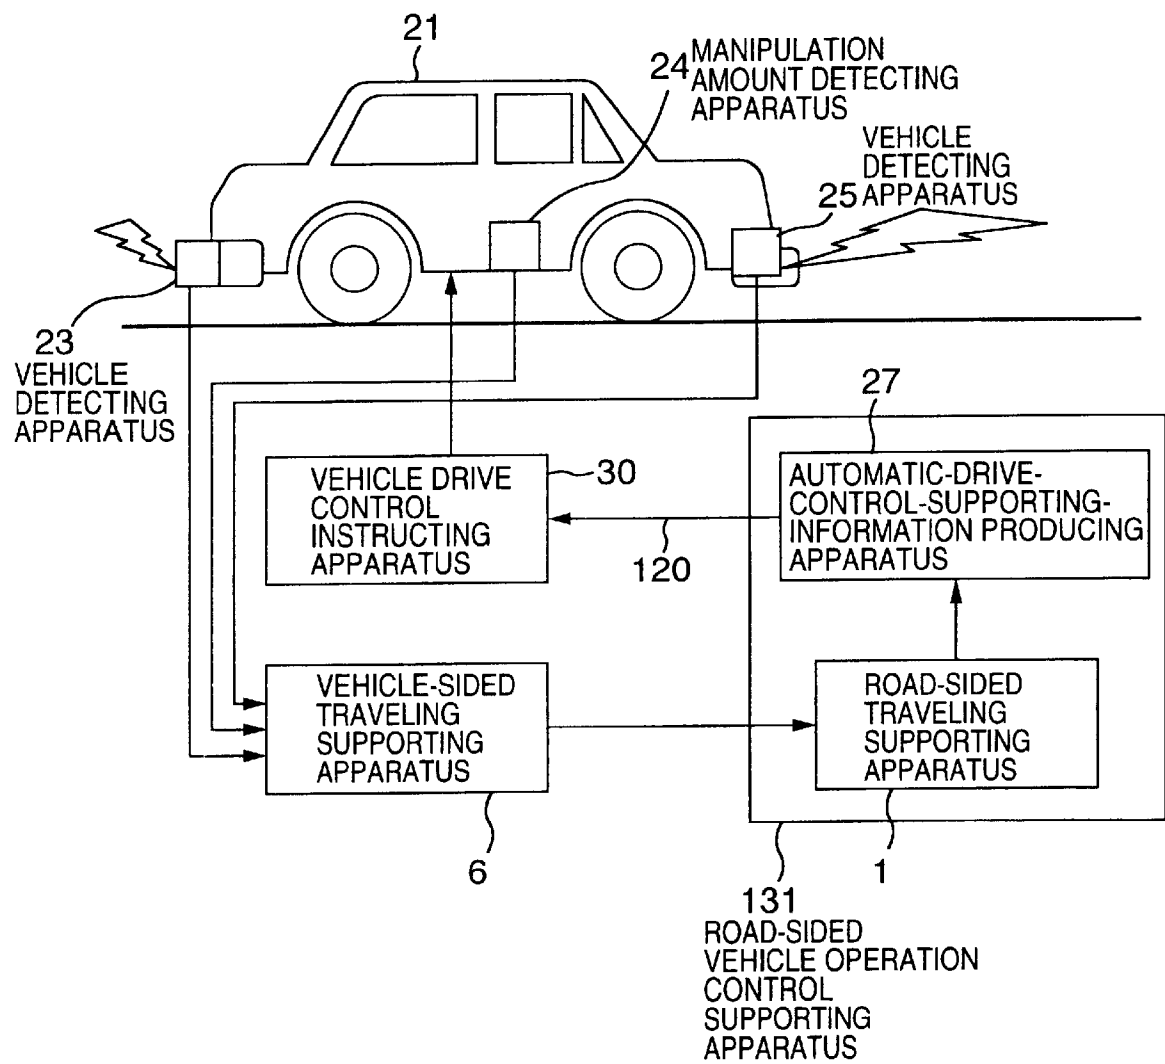 21
24
MANIPULATION
AMOUNT DETECTING
APPARATUS
VEHICLE
DETECTING
APPARATUS
25
23
VEHICLE
DETECTING
APPARATUS
27
VEHICLE DRIVE
CONTROL
INSTRUCTING
APPARATUS
30
120
AUTOMATIC-DRIVE-
CONTROL-SUPPORTING-
INFORMATION PRODUCING
APPARATUS
VEHICLE-SIDED
TRAVELING
SUPPORTING
APPARATUS
6
ROAD-SIDED
TRAVELING
SUPPORTING
APPARATUS
1
131
ROAD-SIDED
VEHICLE OPERATION
CONTROL
SUPPORTING
APPARATUS